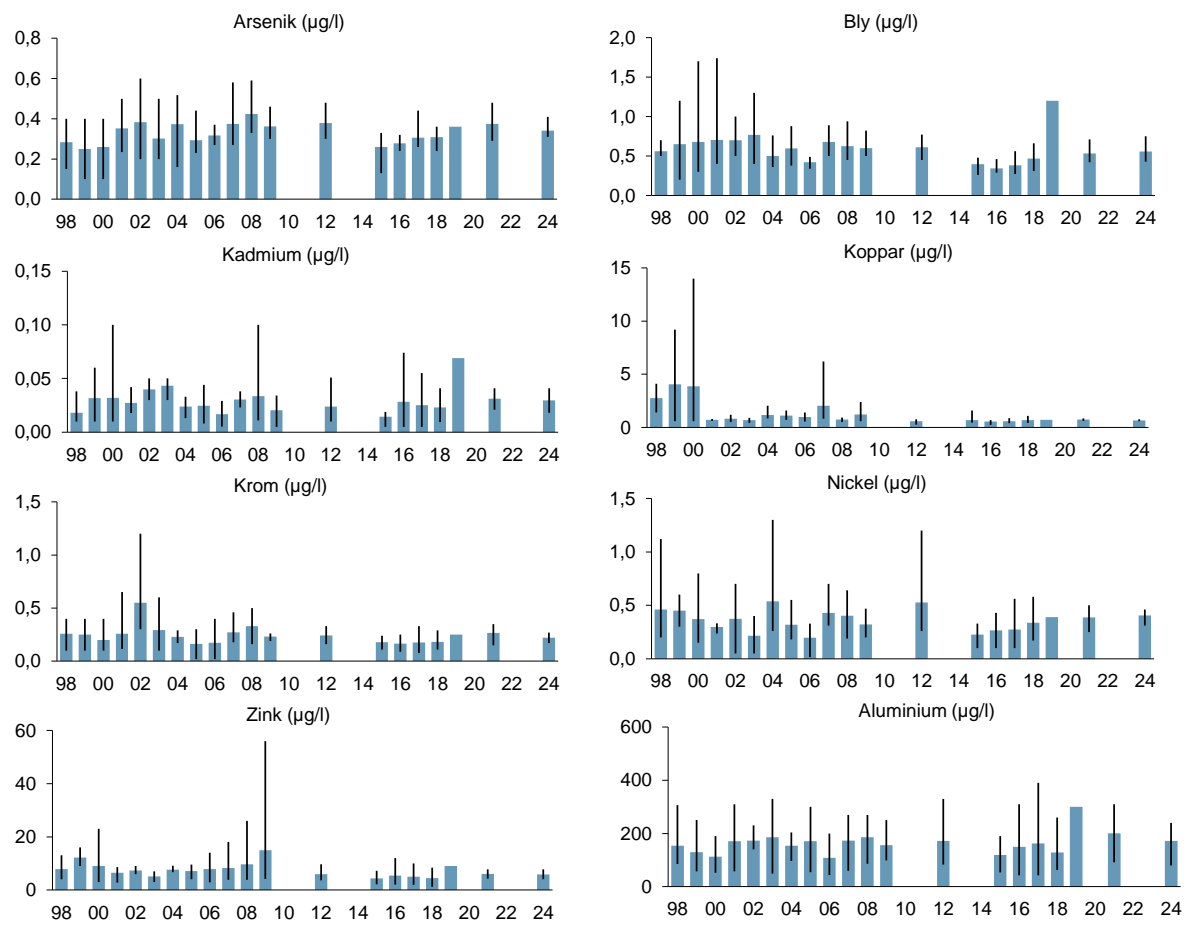 Arsenik (µg/l)
0,8
0,6
0,4
0,2
0,0
98 00 02 04 06 08 10 12 14 16 18 20 22 24
Bly (µg/l)
2,0
1,5
1,0
0,5
0,0
98 00 02 04 06 08 10 12 14 16 18 20 22 24
Kadmium (µg/l)
0,15
0,10
0,05
0,00
98 00 02 04 06 08 10 12 14 16 18 20 22 24
Koppar (µg/l)
15
10
5
0
98 00 02 04 06 08 10 12 14 16 18 20 22 24
Krom (µg/l)
1,5
1,0
0,5
0,0
98 00 02 04 06 08 10 12 14 16 18 20 22 24
Nickel (µg/l)
1,5
1,0
0,5
0,0
98 00 02 04 06 08 10 12 14 16 18 20 22 24
Zink (µg/l)
60
40
20
0
98 00 02 04 06 08 10 12 14 16 18 20 22 24
Aluminium (µg/l)
600
400
200
0
98 00 02 04 06 08 10 12 14 16 18 20 22 24